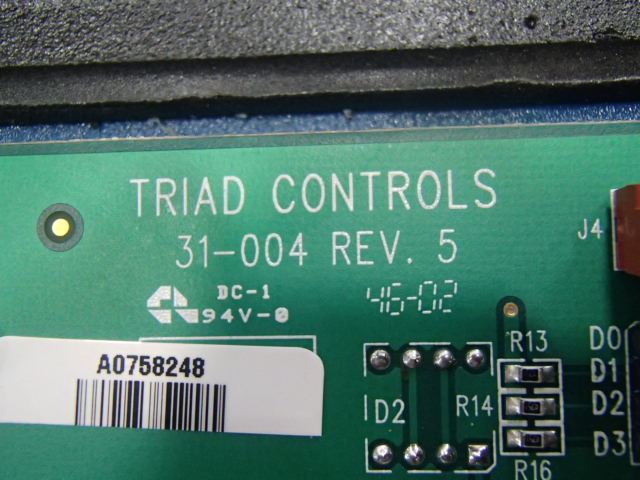 TRIAD CONTROLS
31-004 REV. 5
J4
DC-1
94V-0
46-02
A0758248
D2
R13
R14
R16
D0
D1
D2
D3